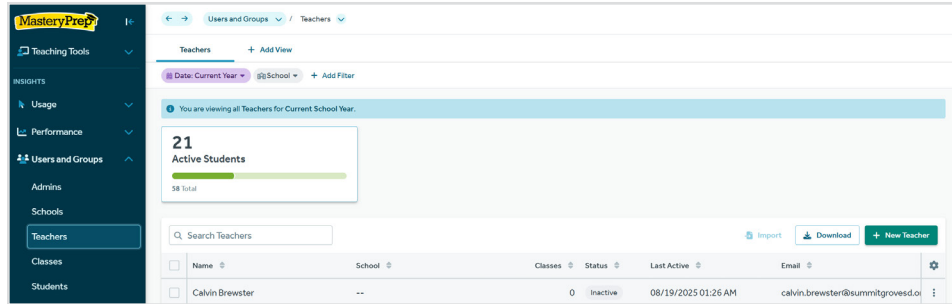 MasteryPrep
Users and Groups / Teachers
Teaching Tools
Teachers + Add View
INSIGHTS
Date: Current Year School + Add Filter
Usage
You are viewing all Teachers for Current School Year.
Performance
21
Active Students
Users and Groups
58 Total
Admins
Schools
Teachers
Search Teachers Import Download + New Teacher
Classes
Name School Classes Status Last Active Email
Students
Calvin Brewster -- 0 Inactive 08/19/2025 01:26 AM calvin.brewster@summitgrovesd.or